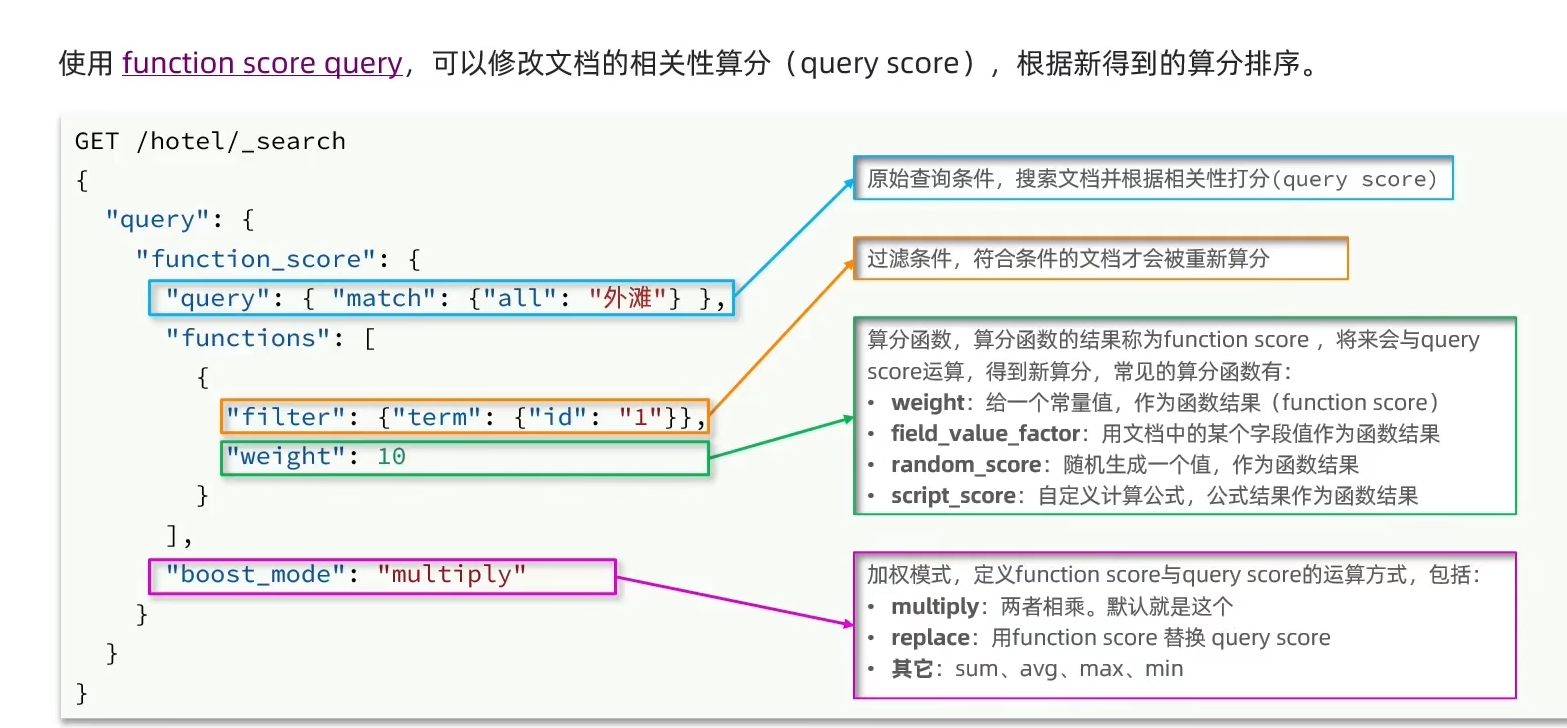 使用 function score query，可以修改文档的相关性算分（query score），根据新得到的算分排序。
GET /hotel/_search
{
"query": {
"function_score": {
"query": { "match": {"all": "外滩"} },
"functions": [
{
"filter": {"term": {"id": "1"}},
"weight": 10
}
],
"boost_mode": "multiply"
}
}
}
原始查询条件，搜索文档并根据相关性打分(query score)
过滤条件，符合条件的文档才会被重新算分
算分函数，算分函数的结果称为function score ，将来会与query
score运算，得到新算分，常见的算分函数有：
• weight：给一个常量值，作为函数结果（function score）
• field_value_factor：用文档中的某个字段值作为函数结果
• random_score：随机生成一个值，作为函数结果
• script_score：自定义计算公式，公式结果作为函数结果
加权模式，定义function score与query score的运算方式，包括：
• multiply：两者相乘。默认就是这个
• replace：用function score 替换 query score
• 其它：sum、avg、max、min